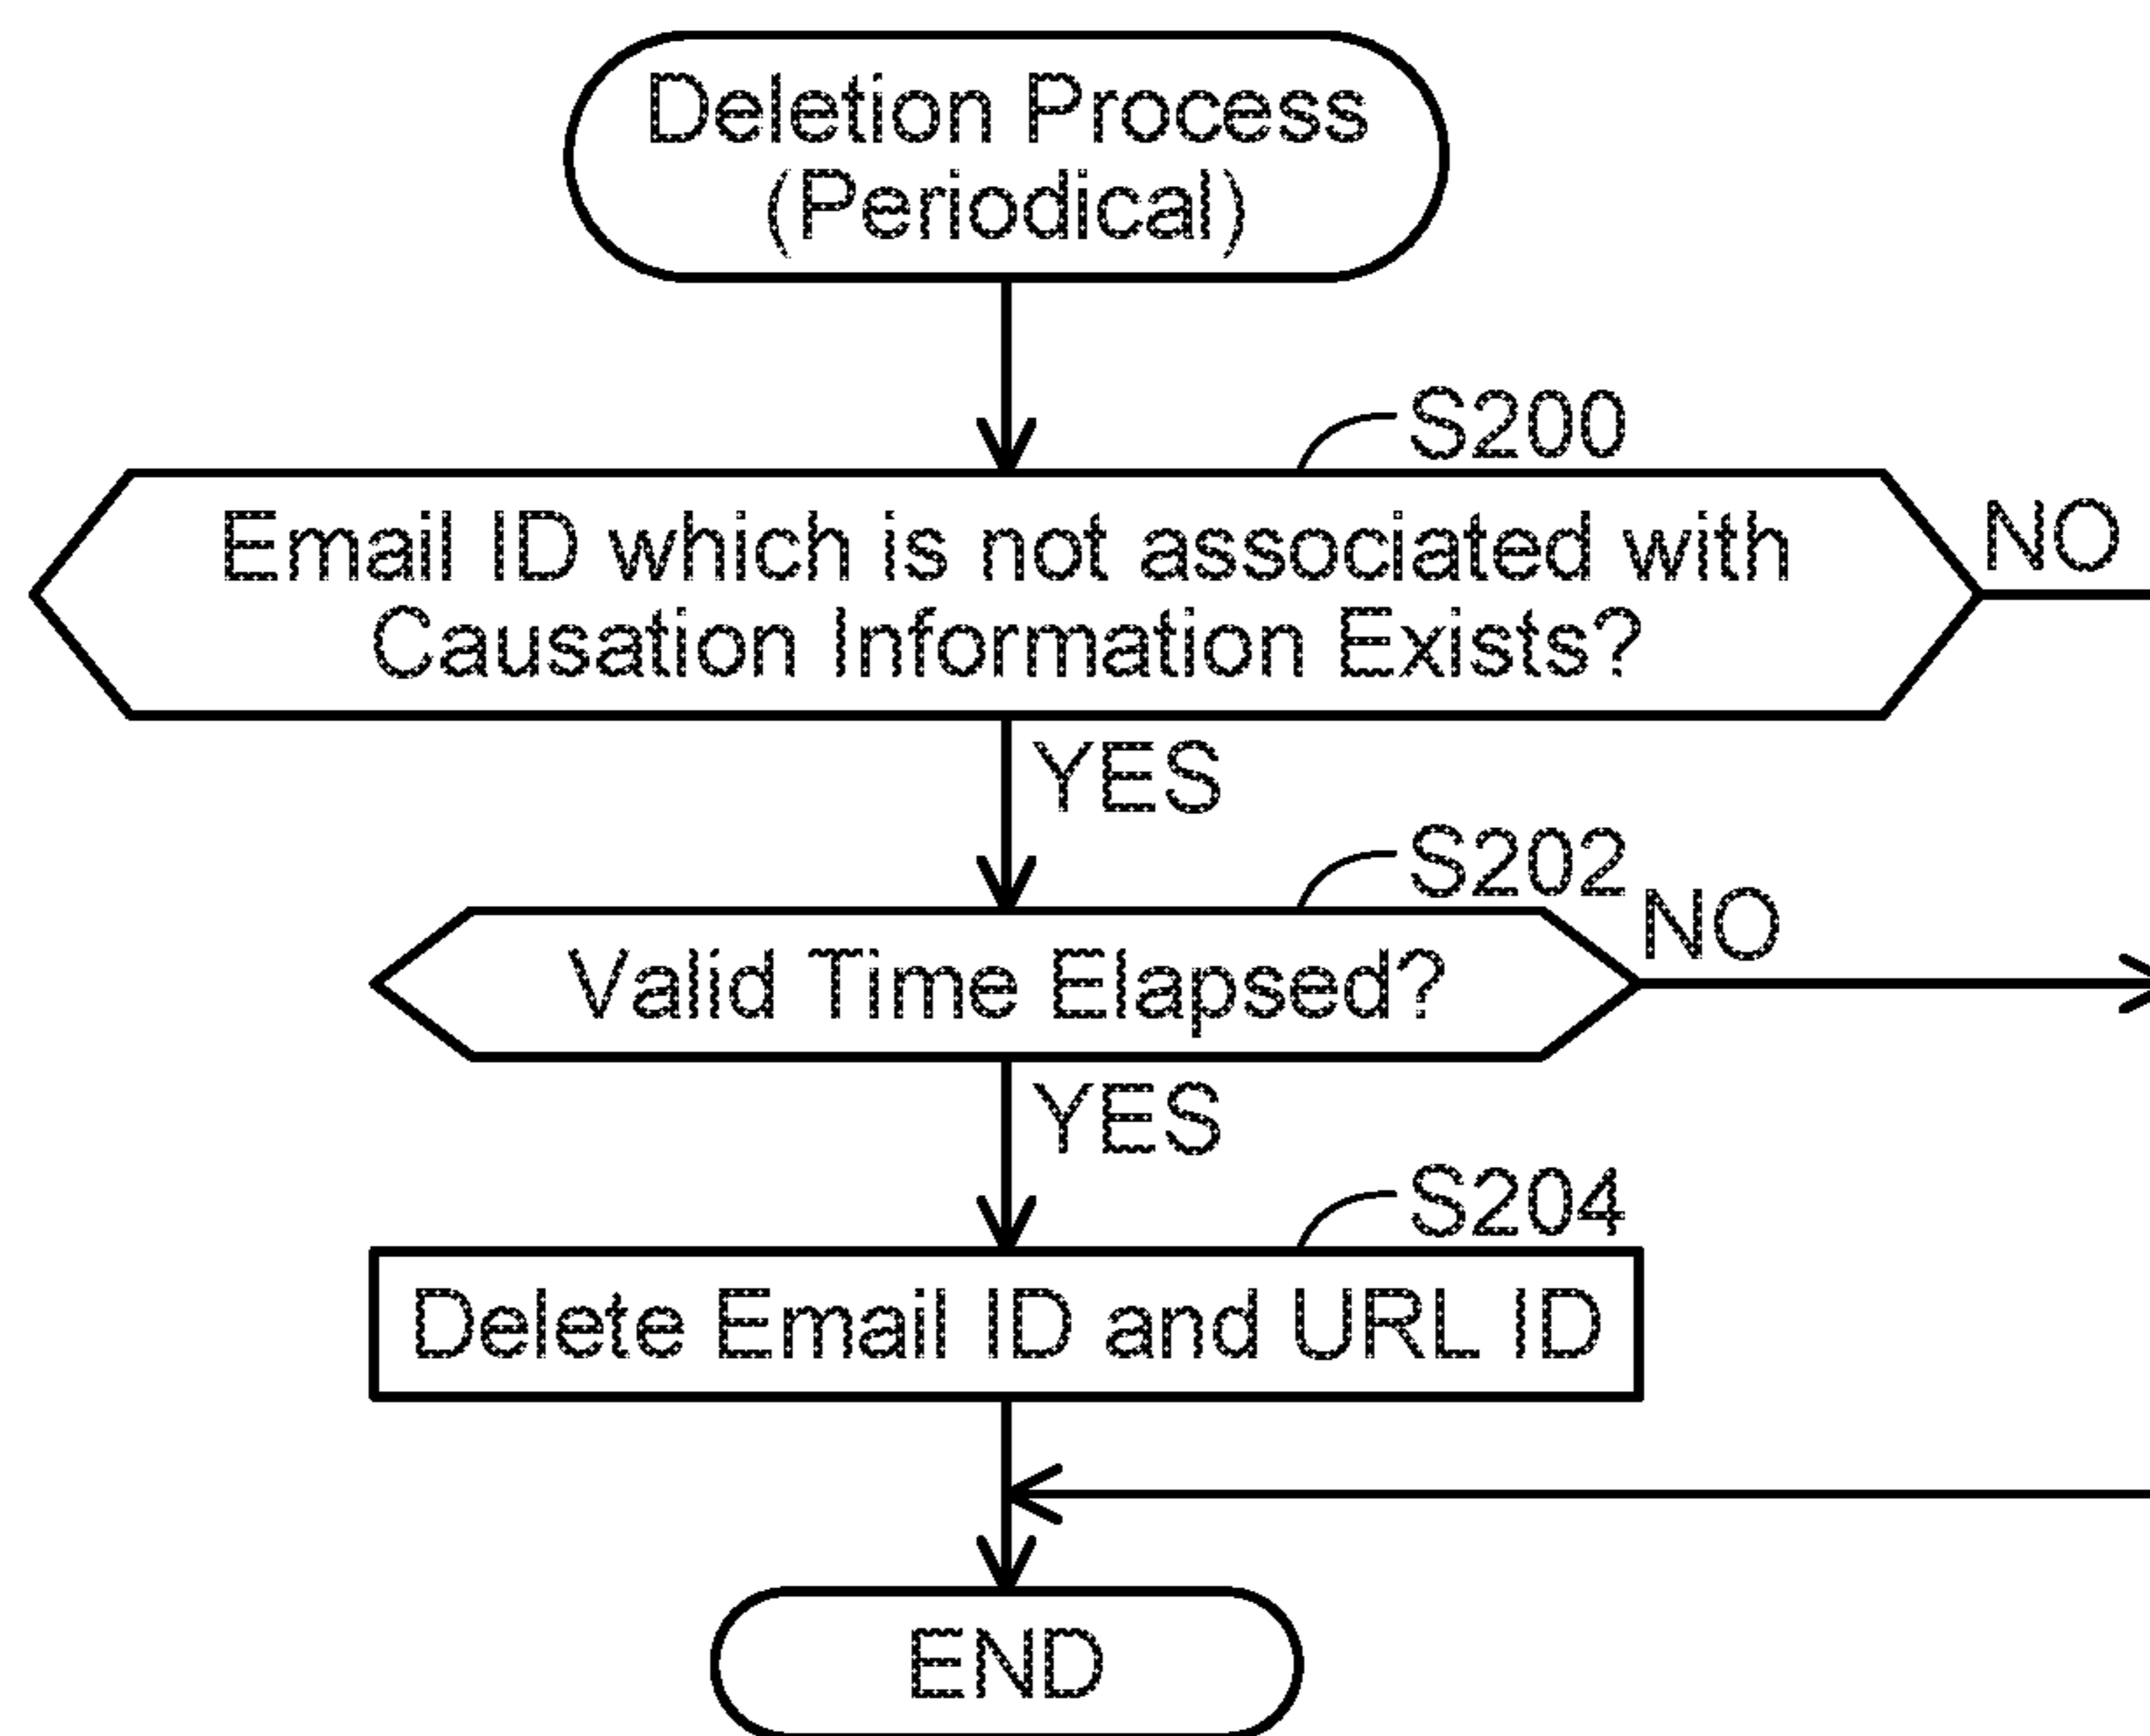 Deletion Process
(Periodical)
S200
Email ID which is not associated with
Causation Information Exists?
NO
YES
S202
NO
Valid Time Elapsed?
YES
S204
Delete Email ID and URL ID
END